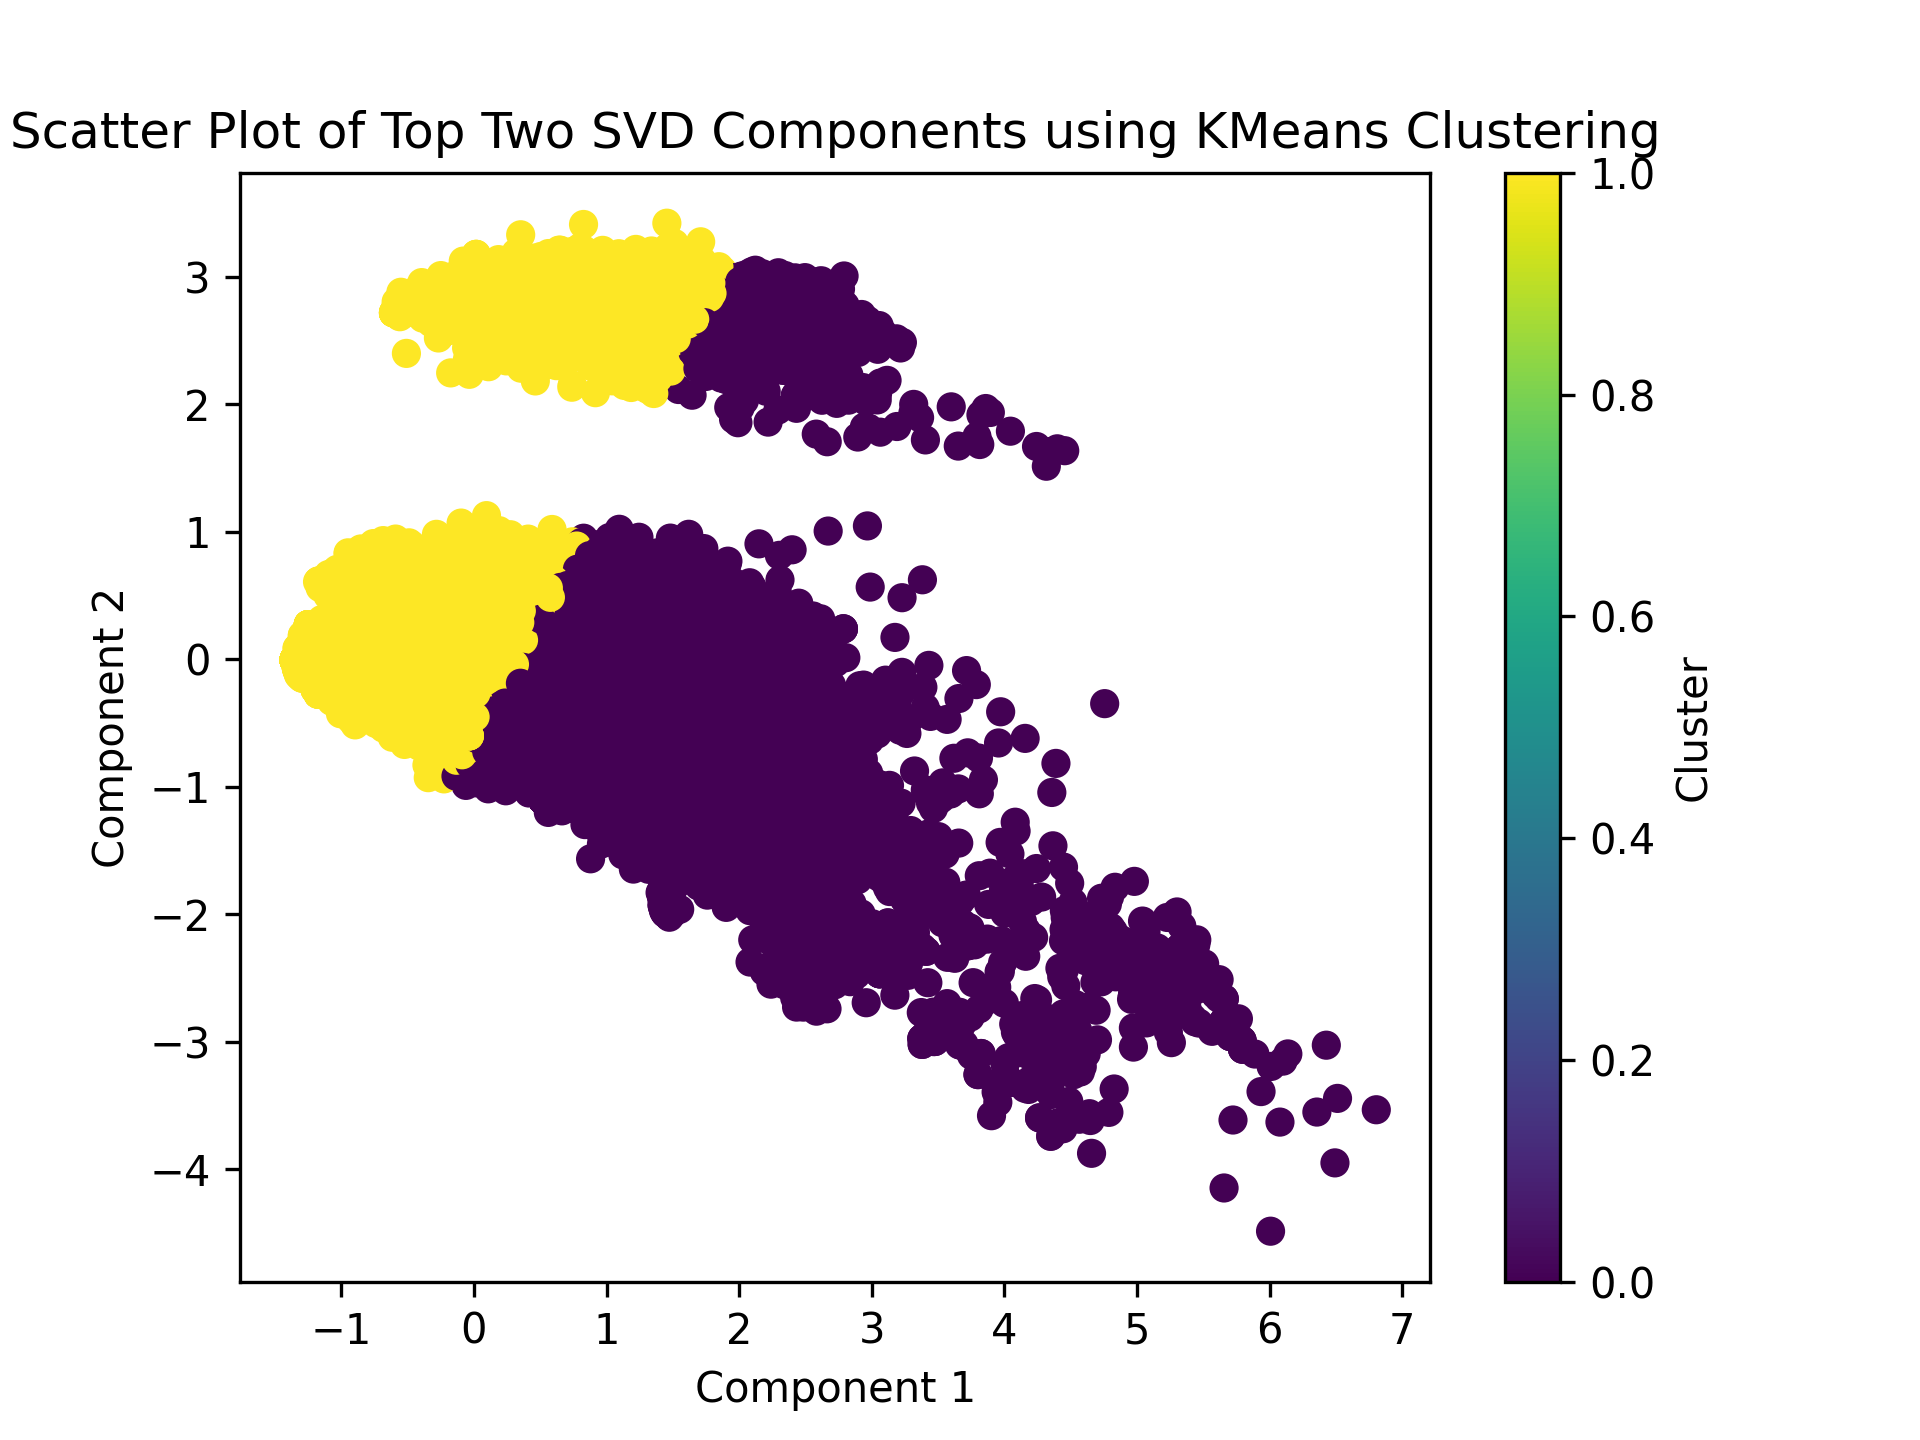 Scatter Plot of Top Two SVD Components using KMeans Clustering
3
2
1
0
−1
−2
−3
−4
Component 2
−1 0 1 2 3 4 5 6 7
Component 1
1.0
0.8
0.6
0.4
0.2
0.0
Cluster